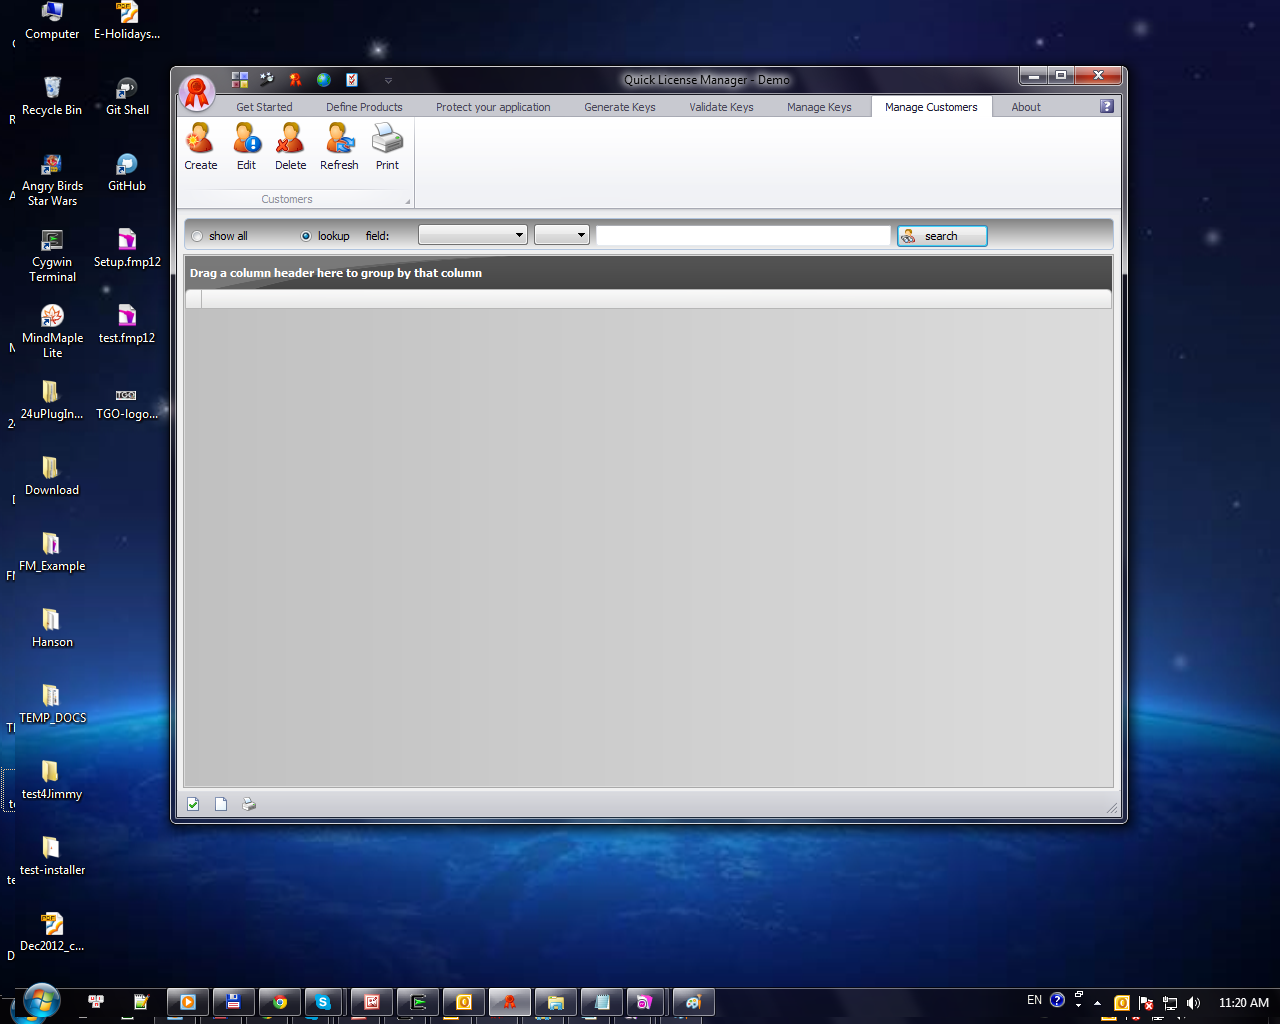 Computer
E-Holidays...
Recycle Bin
Git Shell
Angry Birds
Star Wars
GitHub
Cygwin
Terminal
Setup.fmp12
MindMaple
Lite
test.fmp12
24uPlugIn...
TGO-logo...
Download
FM_Example
Hanson
TEMP_DOCS
test4Jimmy
test-installer
Dec2012_c...
Quick License Manager - Demo
Get Started
Define Products
Protect your application
Generate Keys
Validate Keys
Manage Keys
Manage Customers
About
Create
Edit
Delete
Refresh
Print
Customers
show all
lookup
field:
search
Drag a column header here to group by that column
EN
11:20 AM